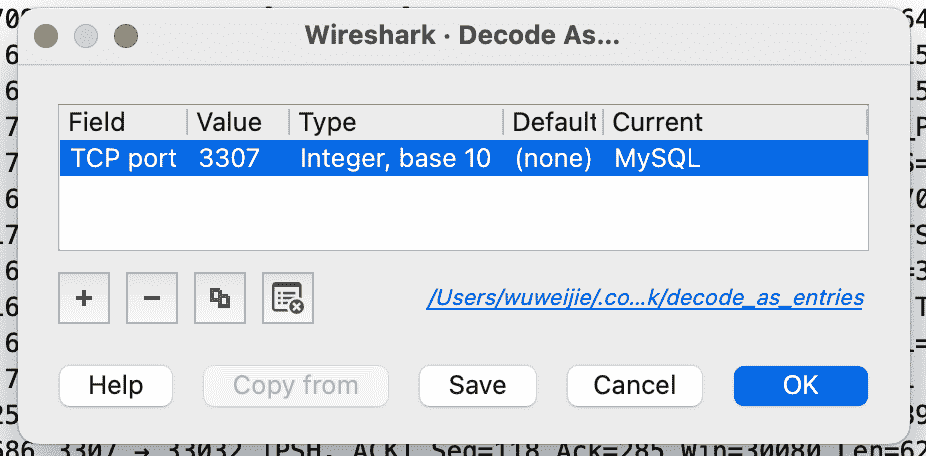 Wireshark · Decode As...
Field Value Type Default Current
TCP port 3307 Integer, base 10 (none) MySQL
+ −
/Users/wuweijie/.co...k/decode_as_entries
Help Copy from Save Cancel OK
686 3307 → 33032 [PSH, ACK] Seq=118 Ack=285 Win=30080 Len=62